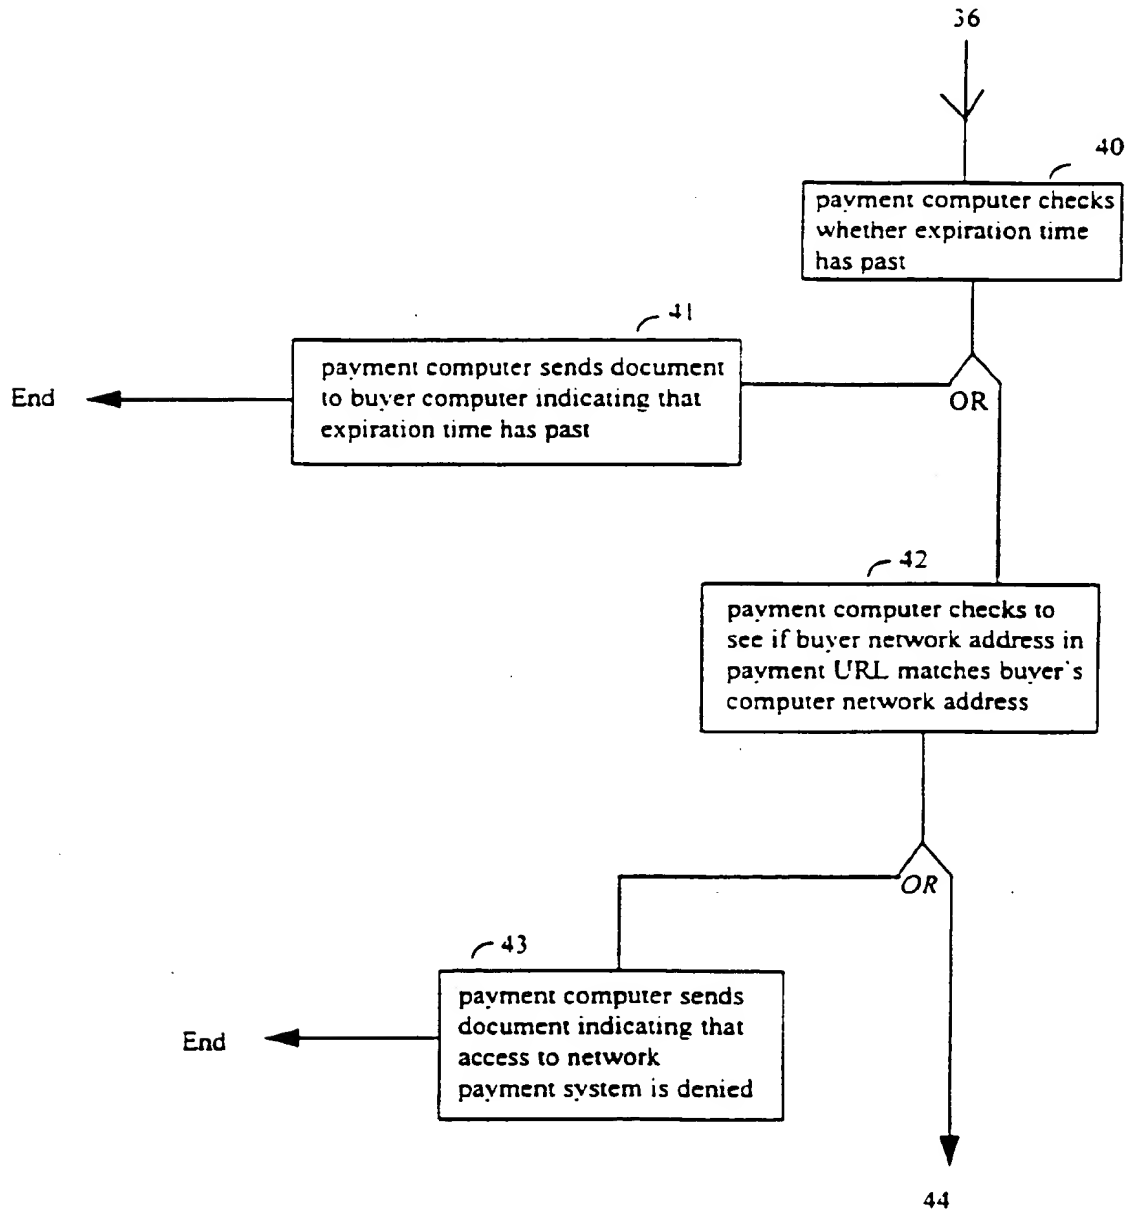 36
40
payment computer checks
whether expiration time
has past
41
payment computer sends document
to buyer computer indicating that
expiration time has past
End
OR
42
payment computer checks to
see if buyer network address in
payment URL matches buyer's
computer network address
OR
43
payment computer sends
document indicating that
access to network
payment system is denied
End
44